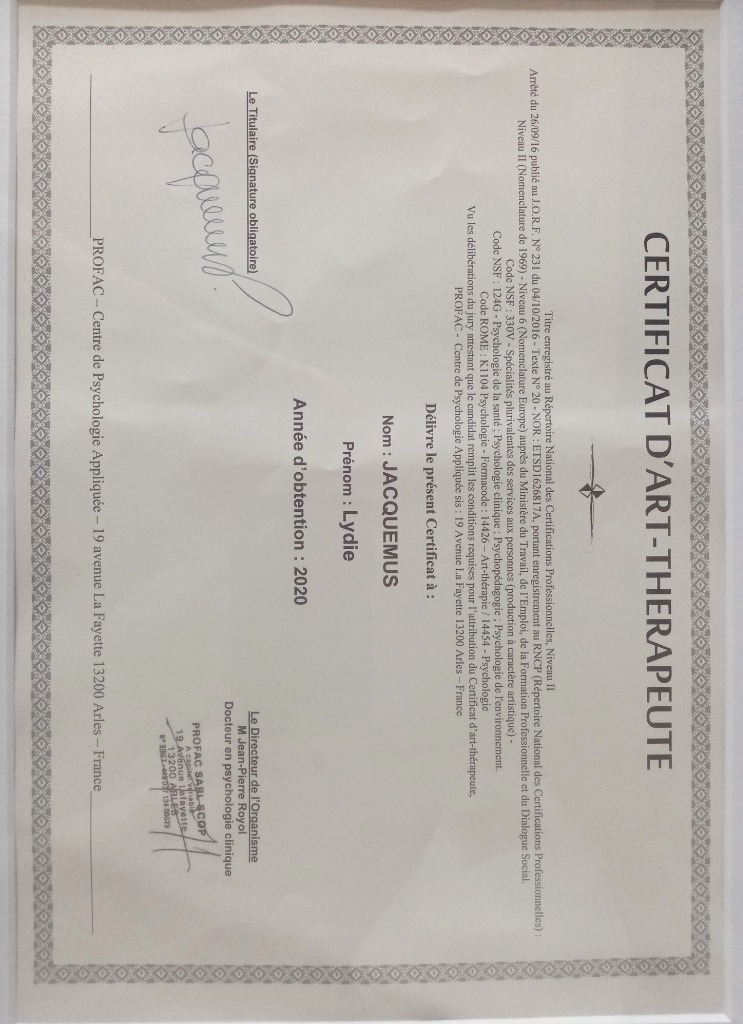 CERTIFICAT D'ART-THERAPEUTE
Titre enregistré au Répertoire National des Certifications Professionnelles, Niveau II
Arrêté du 26/09/16 publié au J.O.R.F. N° 231 du 04/10/2016 - Texte N° 20 - NOR : ETSD1626817A, portant enregistrement au RNCP (Répertoire National des Certifications Professionnelles) :
Niveau II (Nomenclature de 1969) - Niveau 6 (Nomenclature Europe) auprès du Ministère du Travail, de l'Emploi, de la Formation Professionnelle et du Dialogue Social.
Code NSF : 330V - Spécialités plurivalentes des services aux personnes (production à caractère artistique) -
Code NSF : 124G - Psychologie de la santé ; Psychologie clinique ; Psychopédagogie ; Psychologie de l'environnement.
Code ROME : K1104 Psychologie - Formacode : 14426 – Art-thérapie / 14454 - Psychologie
Vu les délibérations du jury attestant que le candidat remplit les conditions requises pour l'attribution du Certificat d'art-thérapeute,
PROFAC - Centre de Psychologie Appliquée sis : 19 Avenue La Fayette 13200 Arles – France
Délivre le présent Certificat à :
Nom : JACQUEMUS
Prénom : Lydie
Année d'obtention : 2020
Le Titulaire (Signature obligatoire)
Jacquemus
Le Directeur de l'Organisme
M Jean-Pierre Royol
Docteur en psychologie clinique
PROFAC SARL SCOP
A capital variable
19 Avenue Lafayette
13200 ARLES
PROFAC – Centre de Psychologie Appliquée – 19 avenue La Fayette 13200 Arles – France